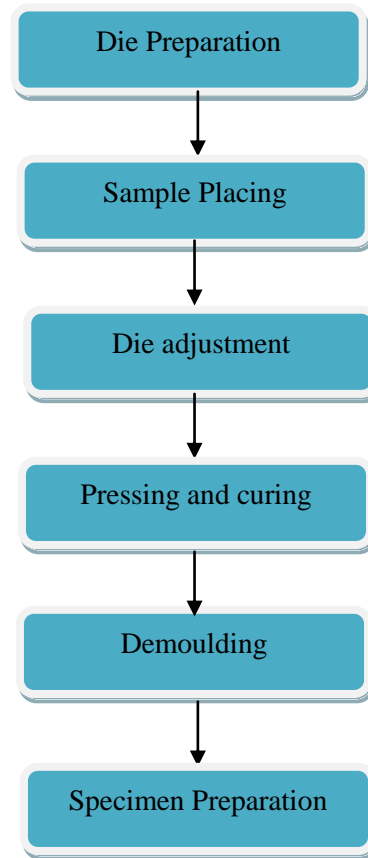 Die Preparation
Sample Placing
Die adjustment
Pressing and curing
Demoulding
Specimen Preparation